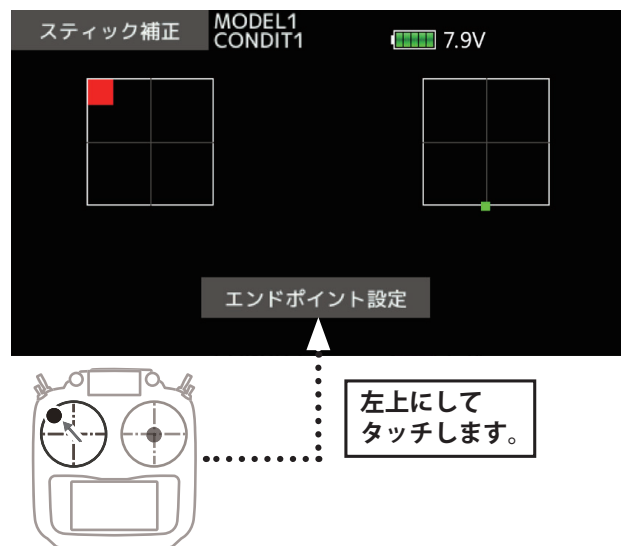 スティック補正
MODEL1
CONDIT1
7.9V
エンドポイント設定
左上にして
タッチします。